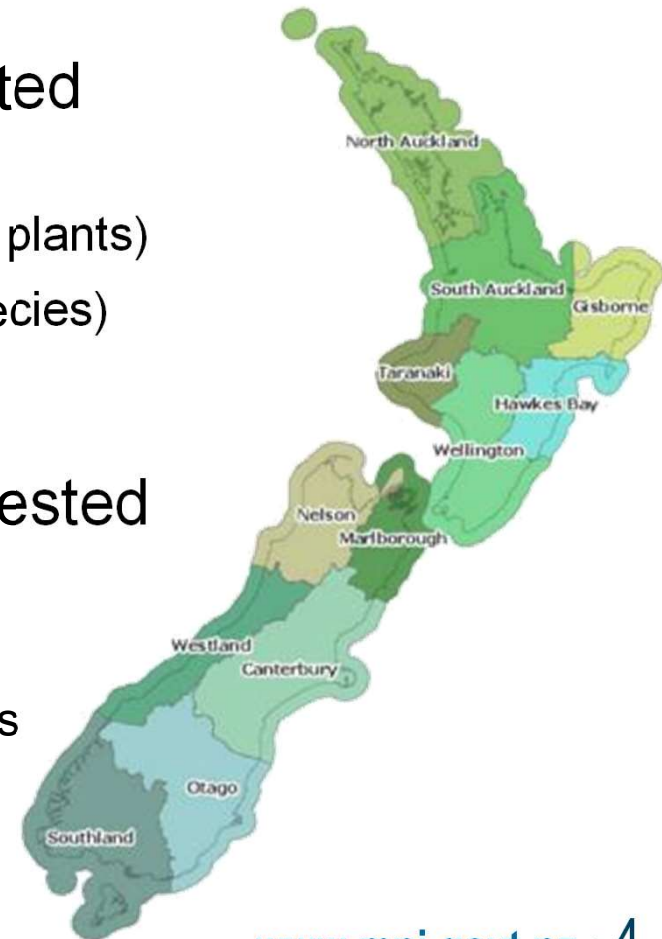 ted
plants)
ecies)
ested
s
North Auckland
South Auckland
Gisborne
Taranaki
Hawkes Bay
Wellington
Nelson
Marlborough
Westland
Canterbury
Otago
Southland
4